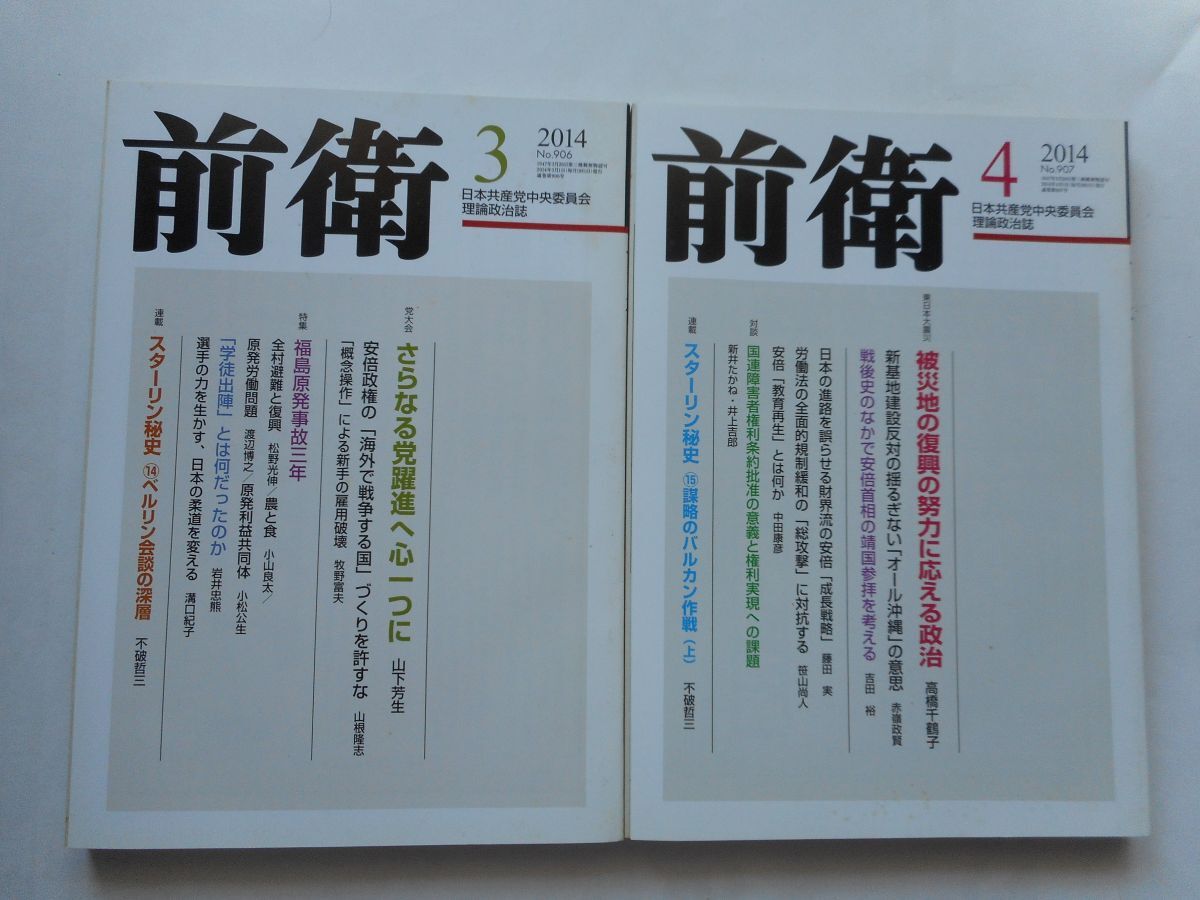 前衛
3
2014
No.906
日本共産党中央委員会
理論政治誌
党大会
さらなる党躍進へ心一つに 山下芳生
安倍政権の「海外で戦争する国」づくりを許すな 山根隆志
「概念操作」による新手の雇用破壊 牧野富夫
特集
福島原発事故三年
全村避難と復興 松野光伸／農と食 小山良太／
原発労働問題 渡辺博之／原発利益共同体 小松公生
「学徒出陣」とは何だったのか 岩井忠熊
選手の力を生かす、日本の柔道を変える 溝口紀子
連載
スターリン秘史 ⑭ベルリン会談の深層 不破哲三
前衛
4
2014
No.907
日本共産党中央委員会
理論政治誌
東日本大震災
被災地の復興の努力に応える政治 高橋千鶴子
新基地建設反対の揺るぎない「オール沖縄」の意思 赤嶺政賢
戦後史のなかで安倍首相の靖国参拝を考える 吉田 裕
日本の進路を誤らせる財界流の安倍「成長戦略」 藤田 実
労働法の全面的規制緩和の「総攻撃」に対抗する 笹山尚人
安倍「教育再生」とは何か 中田康彦
対談
国連障害者権利条約批准の意義と権利実現への課題
新井たかね・井上吉郎
連載
スターリン秘史 ⑮謀略のバルカン作戦（上） 不破哲三